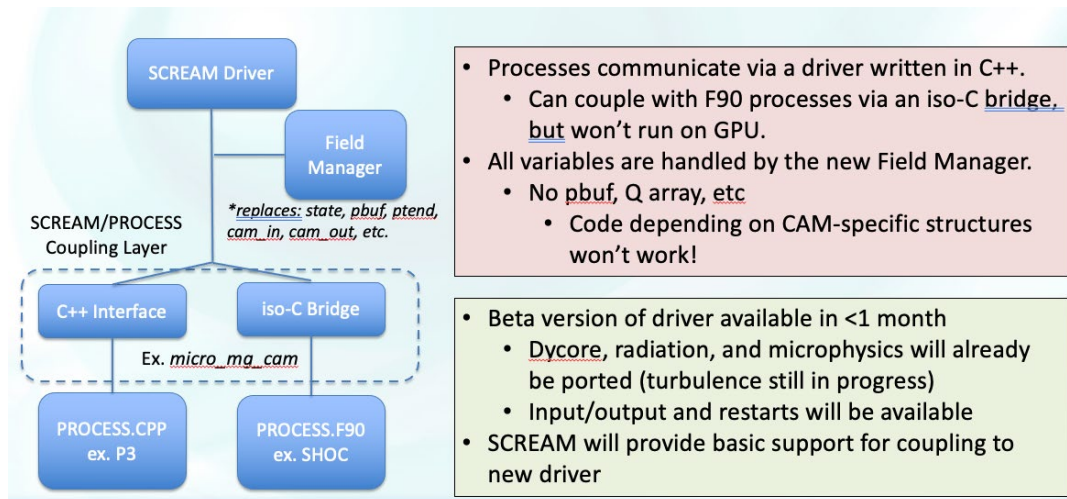 SCREAM Driver
Field
Manager
*replaces: state, pbuf, ptend,
cam_in, cam_out, etc.
SCREAM/PROCESS
Coupling Layer
C++ Interface
iso-C Bridge
Ex. micro_mg_cam
PROCESS.CPP
ex. P3
PROCESS.F90
ex. SHOC
• Processes communicate via a driver written in C++.
• Can couple with F90 processes via an iso-C bridge,
but won't run on GPU.
• All variables are handled by the new Field Manager.
• No pbuf, Q array, etc
• Code depending on CAM-specific structures
won't work!
• Beta version of driver available in <1 month
• Dycore, radiation, and microphysics will already
be ported (turbulence still in progress)
• Input/output and restarts will be available
• SCREAM will provide basic support for coupling to
new driver